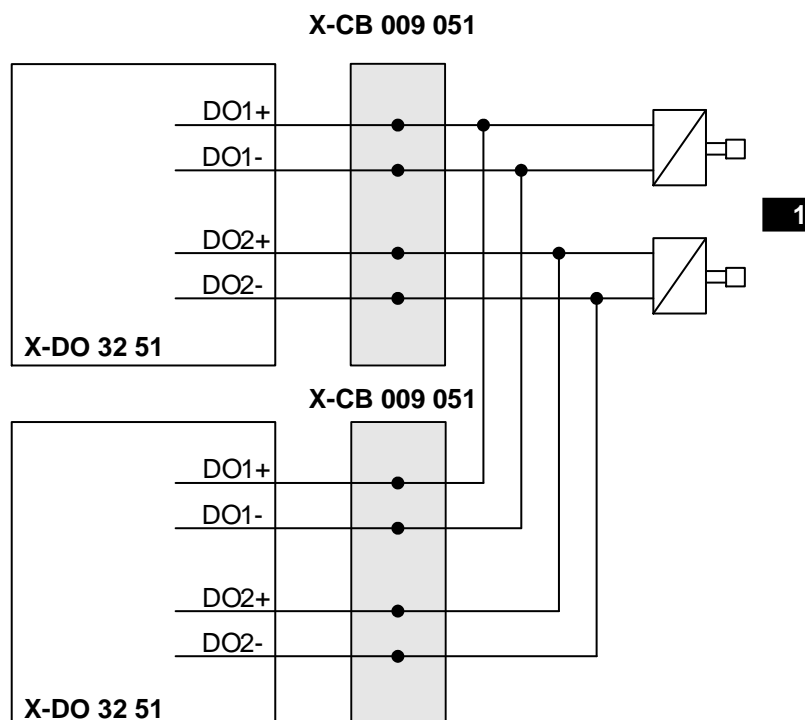 X-CB 009 051
DO1+
DO1-
1
DO2+
DO2-
X-DO 32 51
X-CB 009 051
DO1+
DO1-
DO2+
DO2-
X-DO 32 51